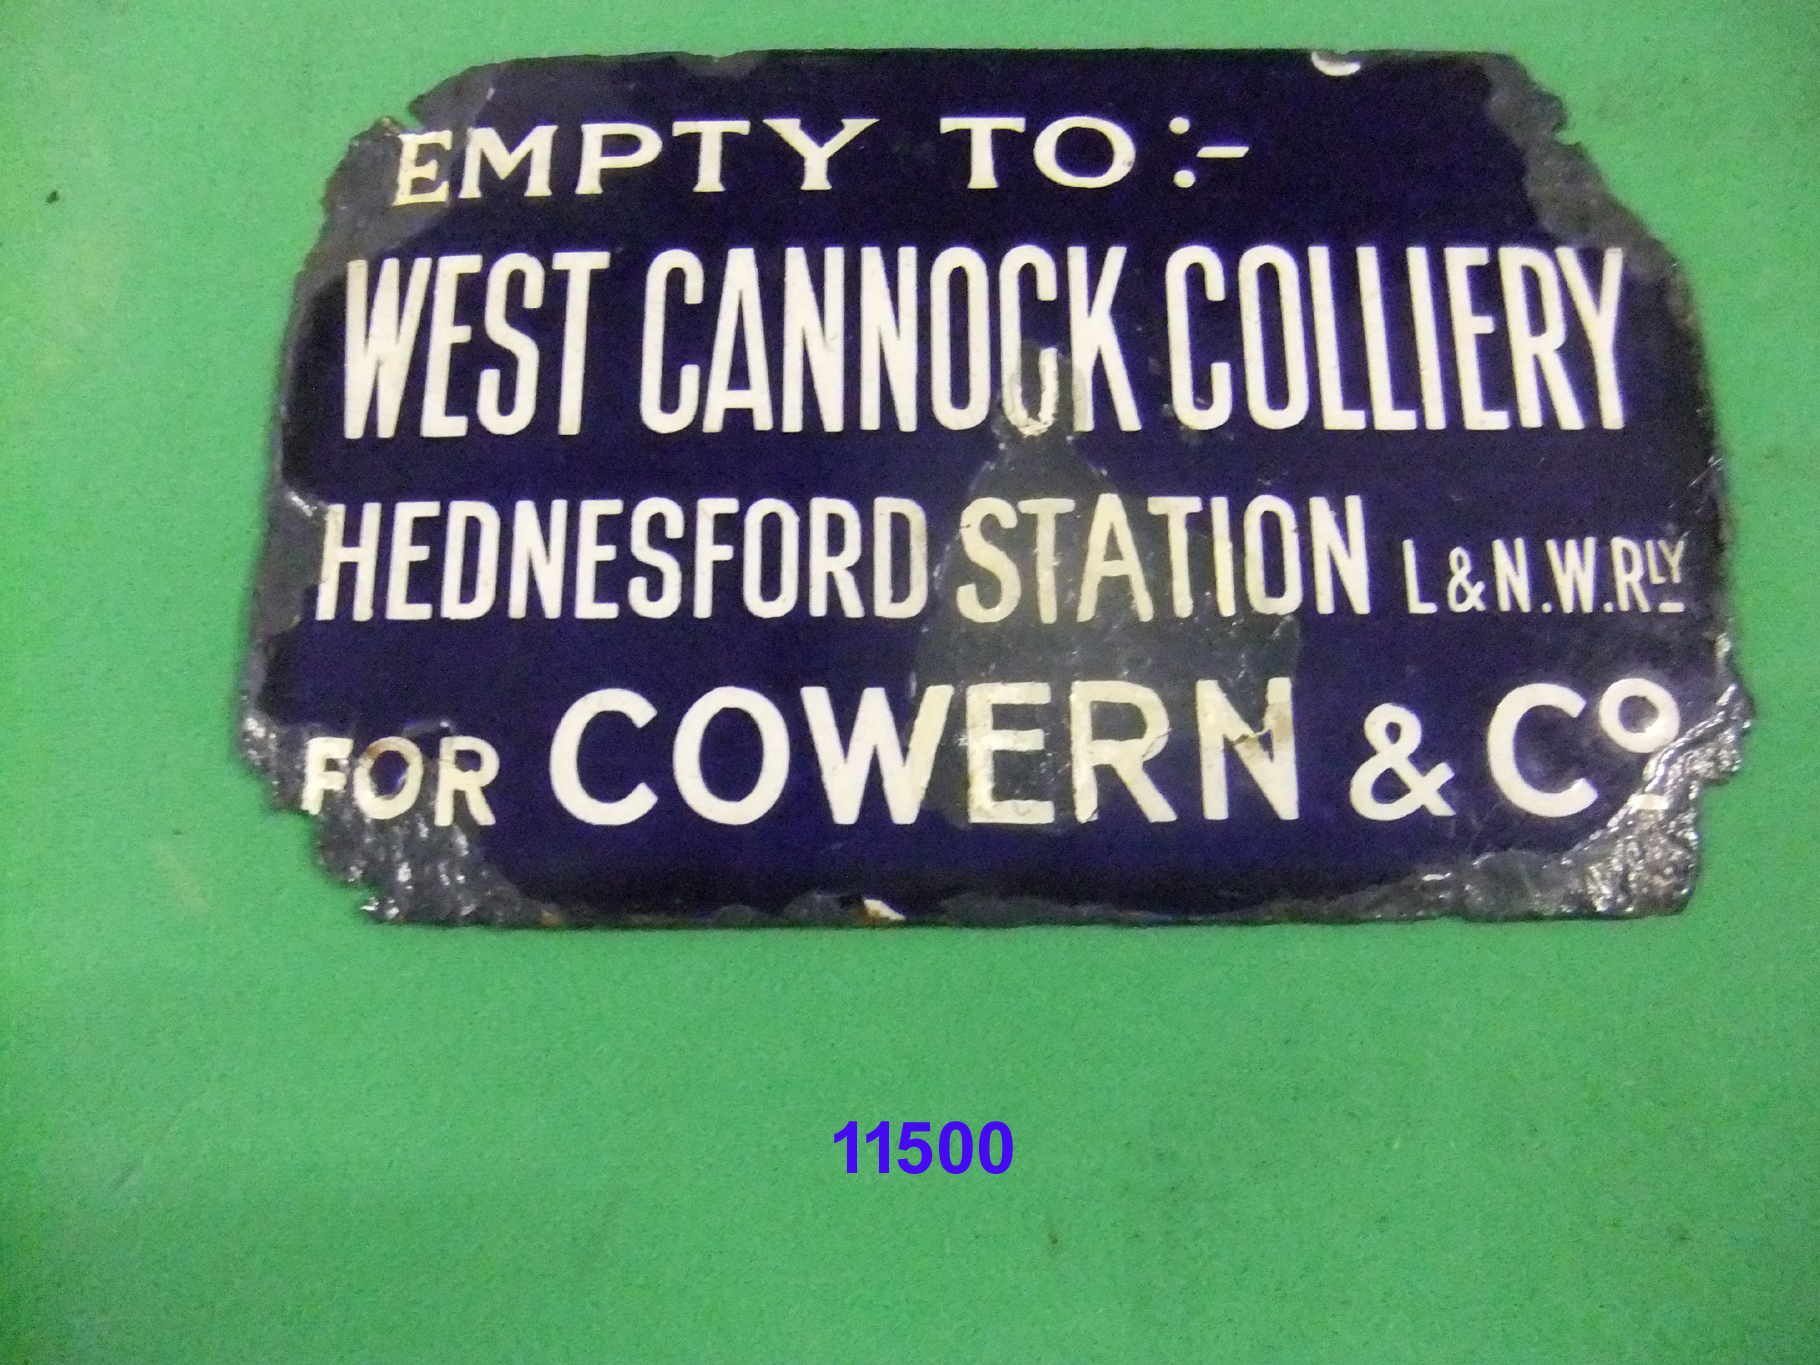 EMPTY TO:-
WEST CANNOCK COLLIERY
HEDNESFORD STATION L&N.W.RLY
FOR COWERN & CO
11500